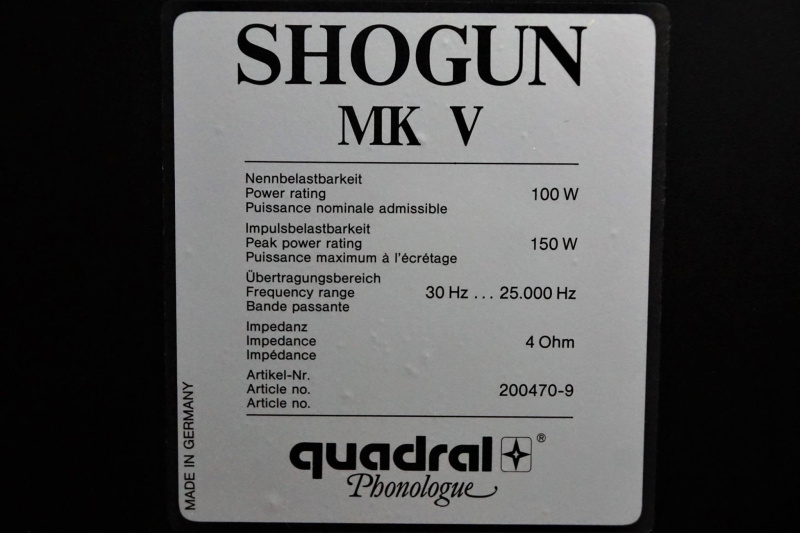 SHOGUN
MK V
Nennbelastbarkeit
Power rating 100 W
Puissance nominale admissible
Impulsbelastbarkeit
Peak power rating 150 W
Puissance maximum à l'écrétage
Übertragungsbereich
Frequency range 30 Hz ... 25.000 Hz
Bande passante
Impedanz
Impedance 4 Ohm
Impédance
Artikel-Nr.
Article no. 200470-9
Article no.
MADE IN GERMANY
quadral ®
Phonologue